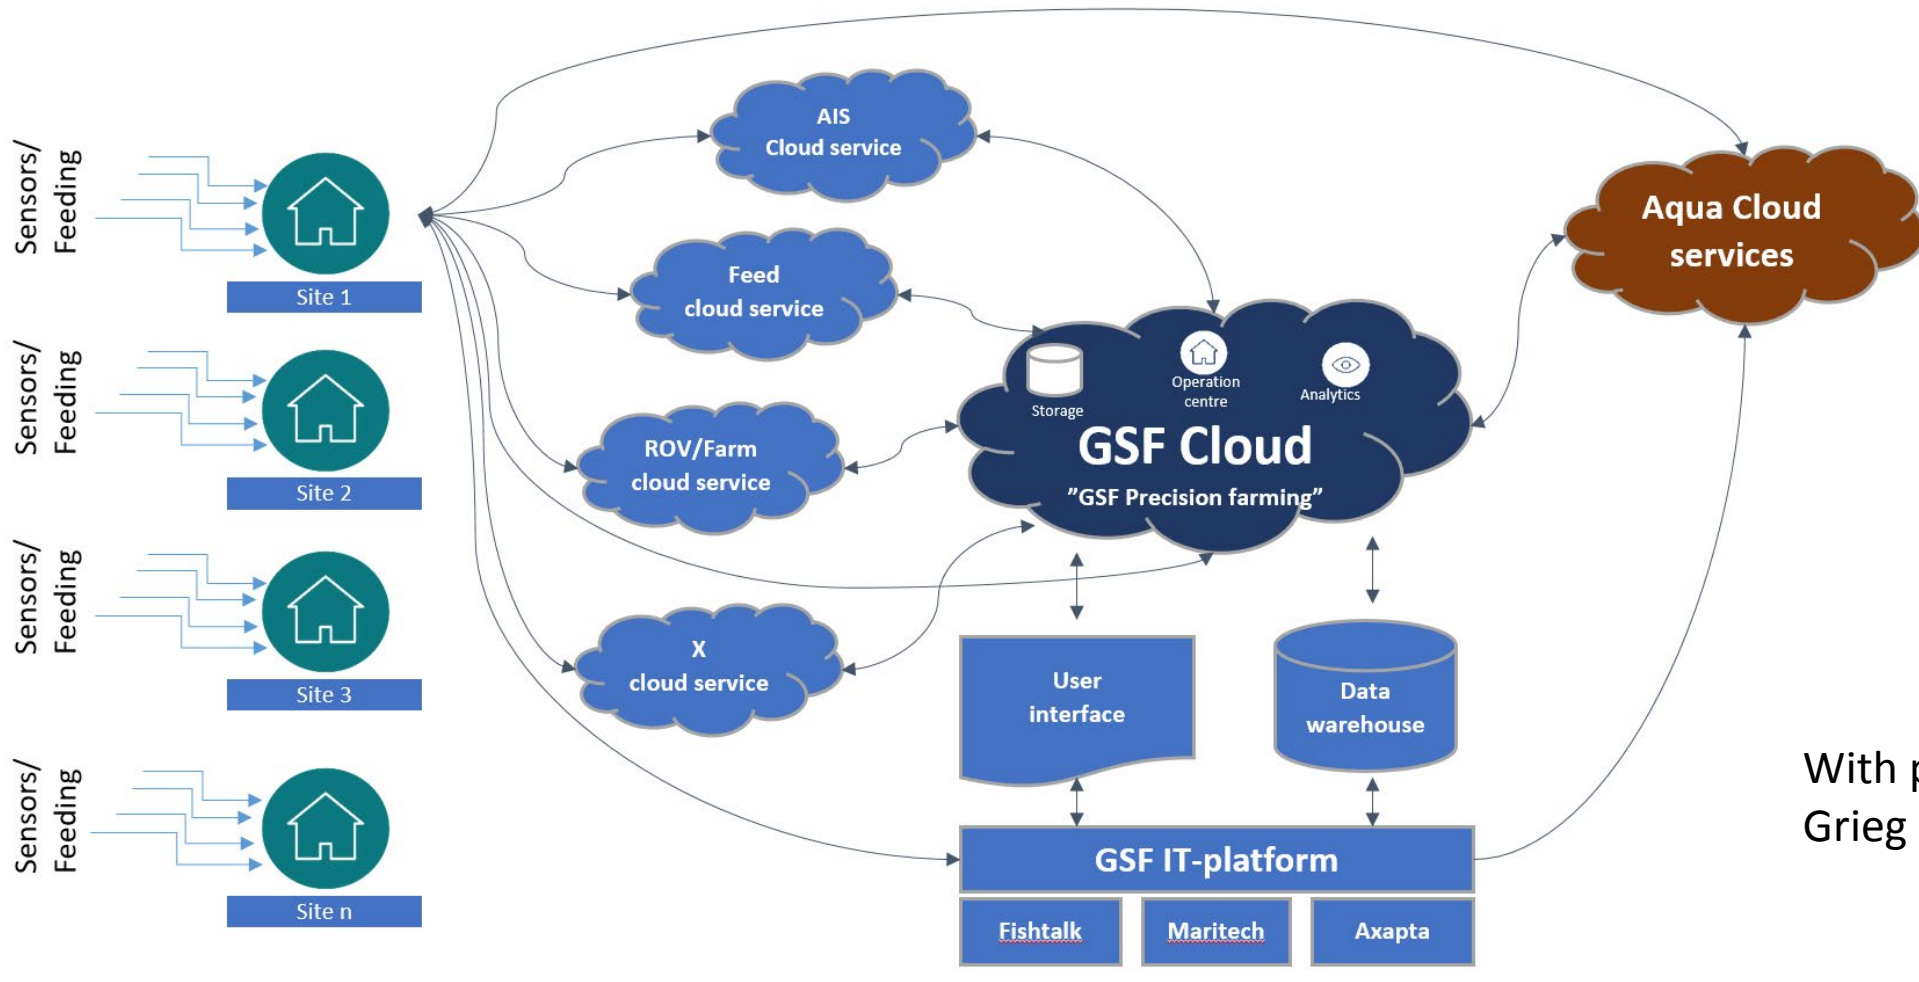 Sensors/
Feeding
Site 1
Sensors/
Feeding
Site 2
Sensors/
Feeding
Site 3
Sensors/
Feeding
Site n
AIS
Cloud service
Feed
cloud service
ROV/Farm
cloud service
X
cloud service
Storage
Operation
centre
Analytics
GSF Cloud
”GSF Precision farming”
Aqua Cloud
services
User
interface
Data
warehouse
GSF IT-platform
Fishtalk
Maritech
Axapta
With
Grieg